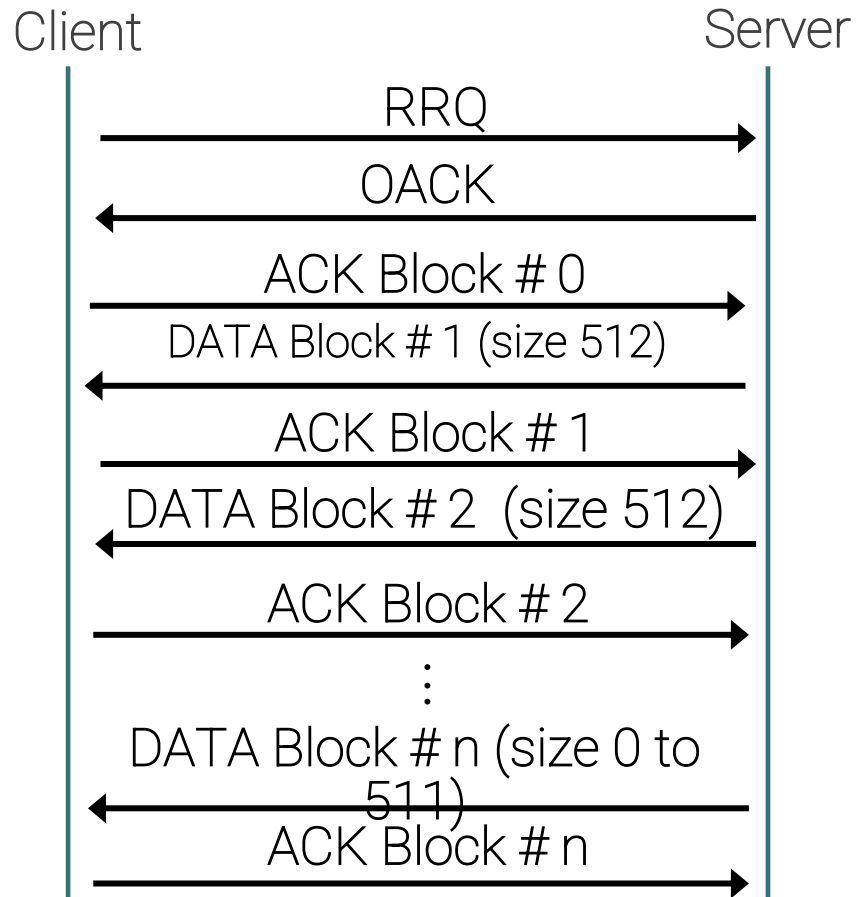 Client
Server
RRQ
OACK
ACK Block # 0
DATA Block # 1 (size 512)
ACK Block # 1
DATA Block # 2 (size 512)
ACK Block # 2
⋮
DATA Block # n (size 0 to
511)
ACK Block # n